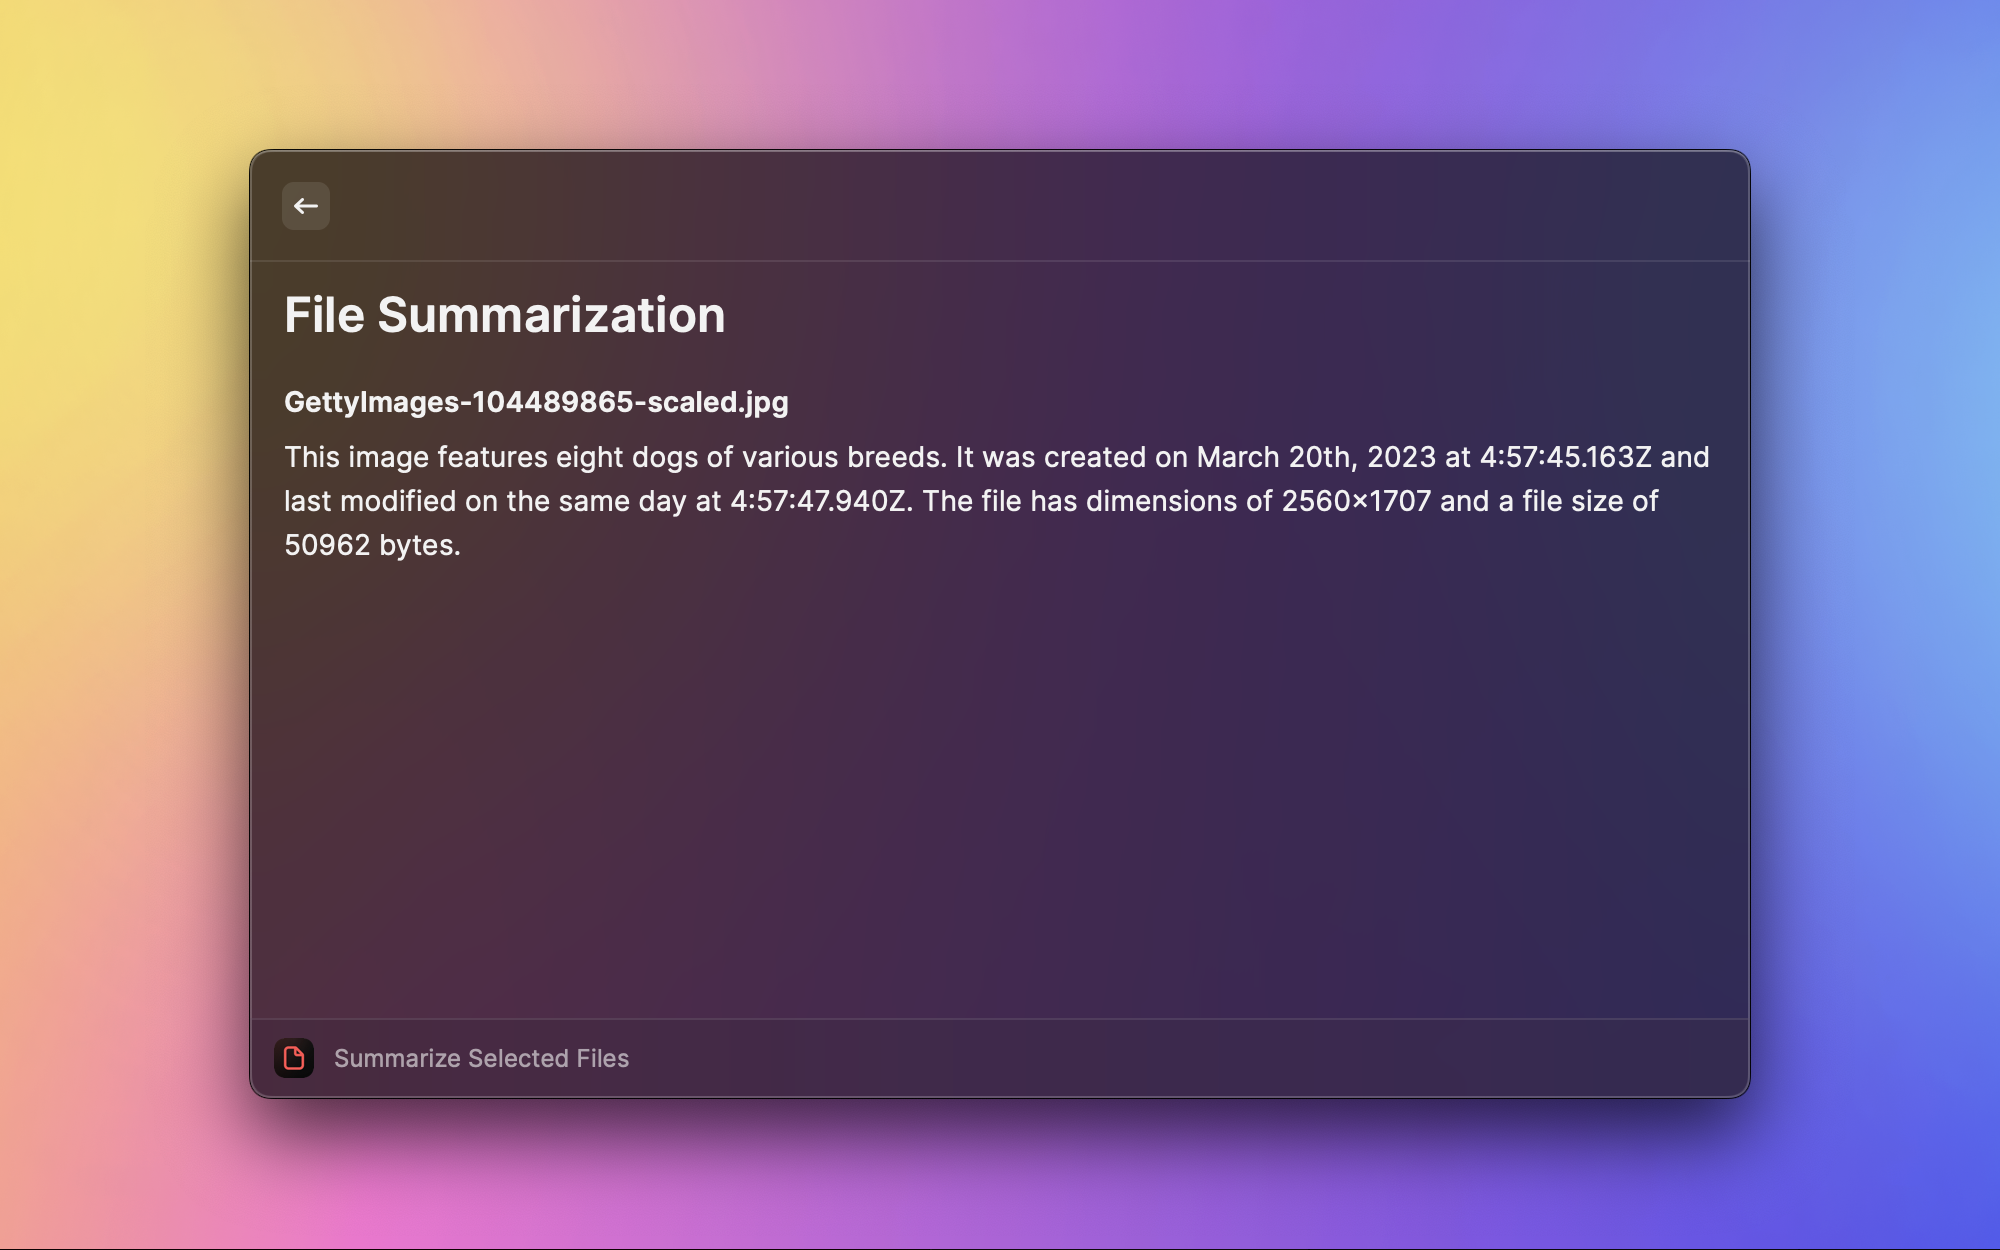 File Summarization
GettyImages-104489865-scaled.jpg
This image features eight dogs of various breeds. It was created on March 20th, 2023 at 4:57:45.163Z and
last modified on the same day at 4:57:47.940Z. The file has dimensions of 2560×1707 and a file size of
50962 bytes.
Summarize Selected Files